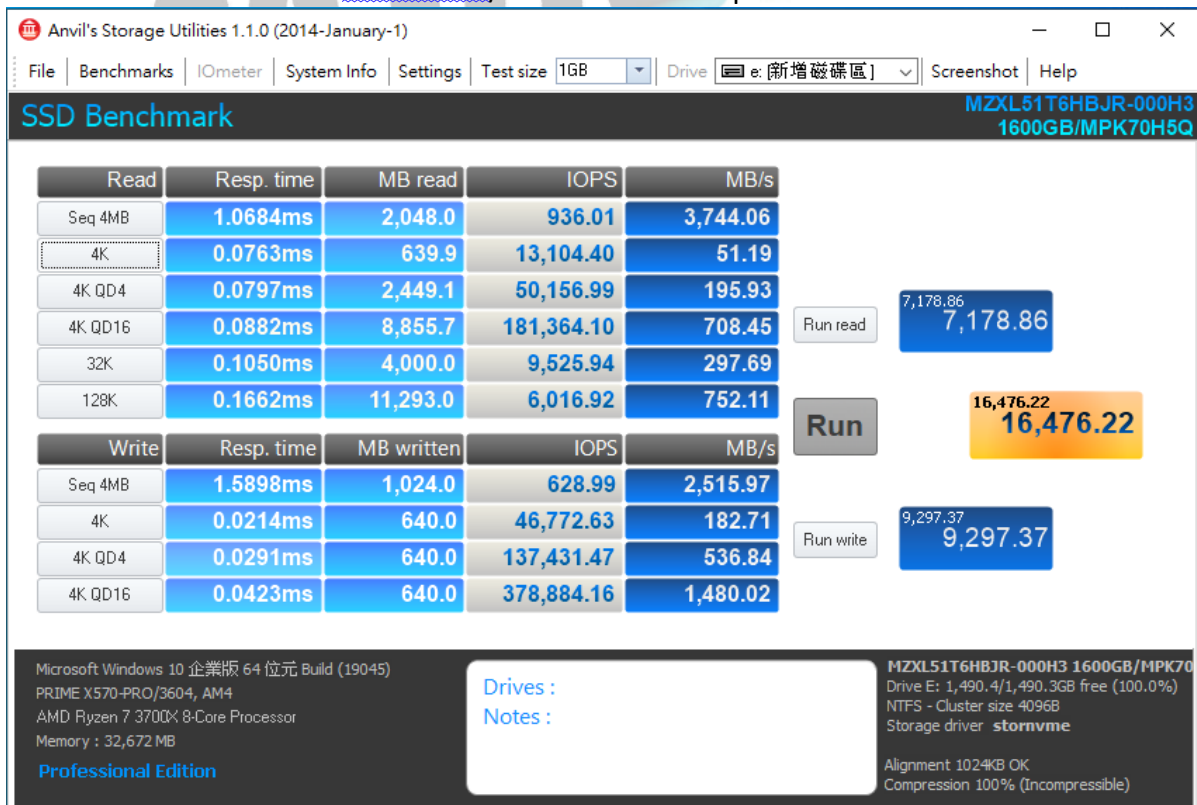 Anvil's Storage Utilities 1.1.0 (2014-January-1)
File Benchmarks IOmeter System Info Settings Test size 1GB Drive e: [新增磁碟區] Screenshot Help
SSD Benchmark
MZXL51T6HBJR-000H3
1600GB/MPK70H5Q
Read Resp. time MB read IOPS MB/s
Seq 4MB 1.0684ms 2,048.0 936.01 3,744.06
4K 0.0763ms 639.9 13,104.40 51.19
4K QD4 0.0797ms 2,449.1 50,156.99 195.93
4K QD16 0.0882ms 8,855.7 181,364.10 708.45
32K 0.1050ms 4,000.0 9,525.94 297.69
128K 0.1662ms 11,293.0 6,016.92 752.11
Run read
7,178.86
7,178.86
Run
16,476.22
16,476.22
Write Resp. time MB written IOPS MB/s
Seq 4MB 1.5898ms 1,024.0 628.99 2,515.97
4K 0.0214ms 640.0 46,772.63 182.71
4K QD4 0.0291ms 640.0 137,431.47 536.84
4K QD16 0.0423ms 640.0 378,884.16 1,480.02
Run write
9,297.37
9,297.37
Microsoft Windows 10 企業版 64 位元 Build (19045)
PRIME X570-PRO/3604, AM4
AMD Ryzen 7 3700X 8-Core Processor
Memory : 32,672 MB
Professional Edition
Drives :
Notes :
MZXL51T6HBJR-000H3 1600GB/MPK70
Drive E: 1,490.4/1,490.3GB free (100.0%)
NTFS - Cluster size 4096B
Storage driver stornvme
Alignment 1024KB OK
Compression 100% (Incompressible)